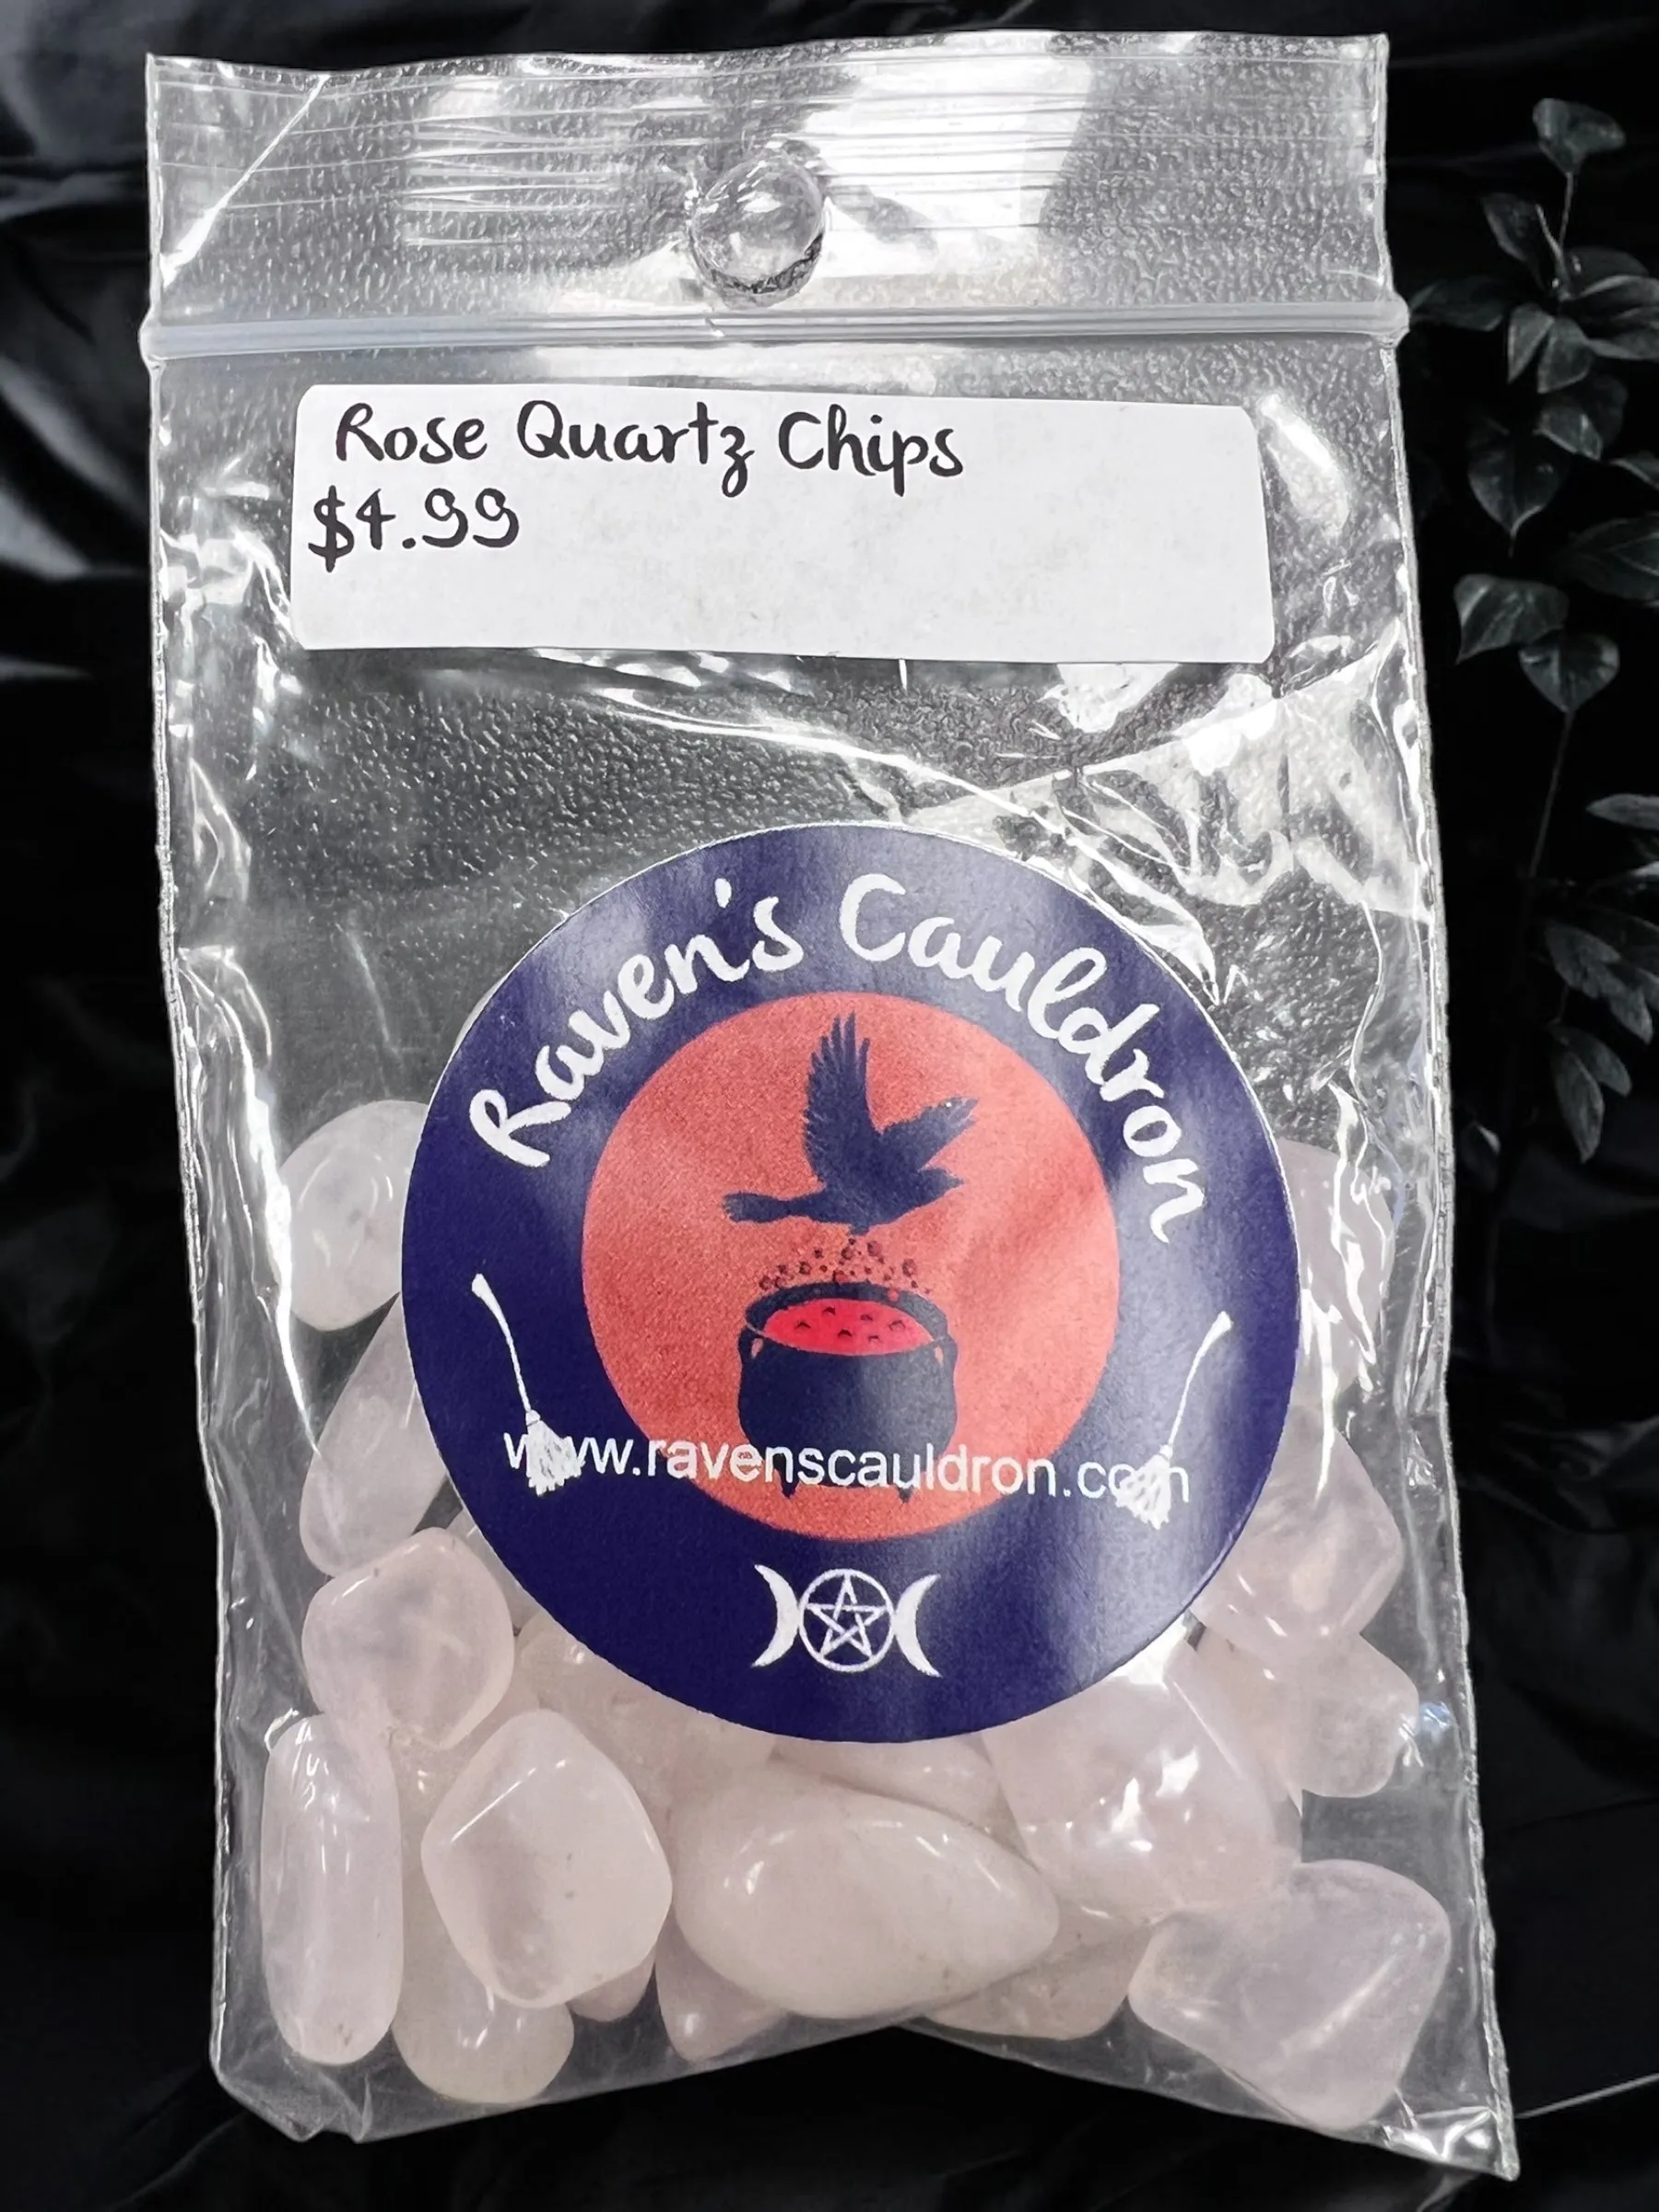 Rose Quartz Chips
$4.99
Raven's Cauldron
www.ravenscauldron.com